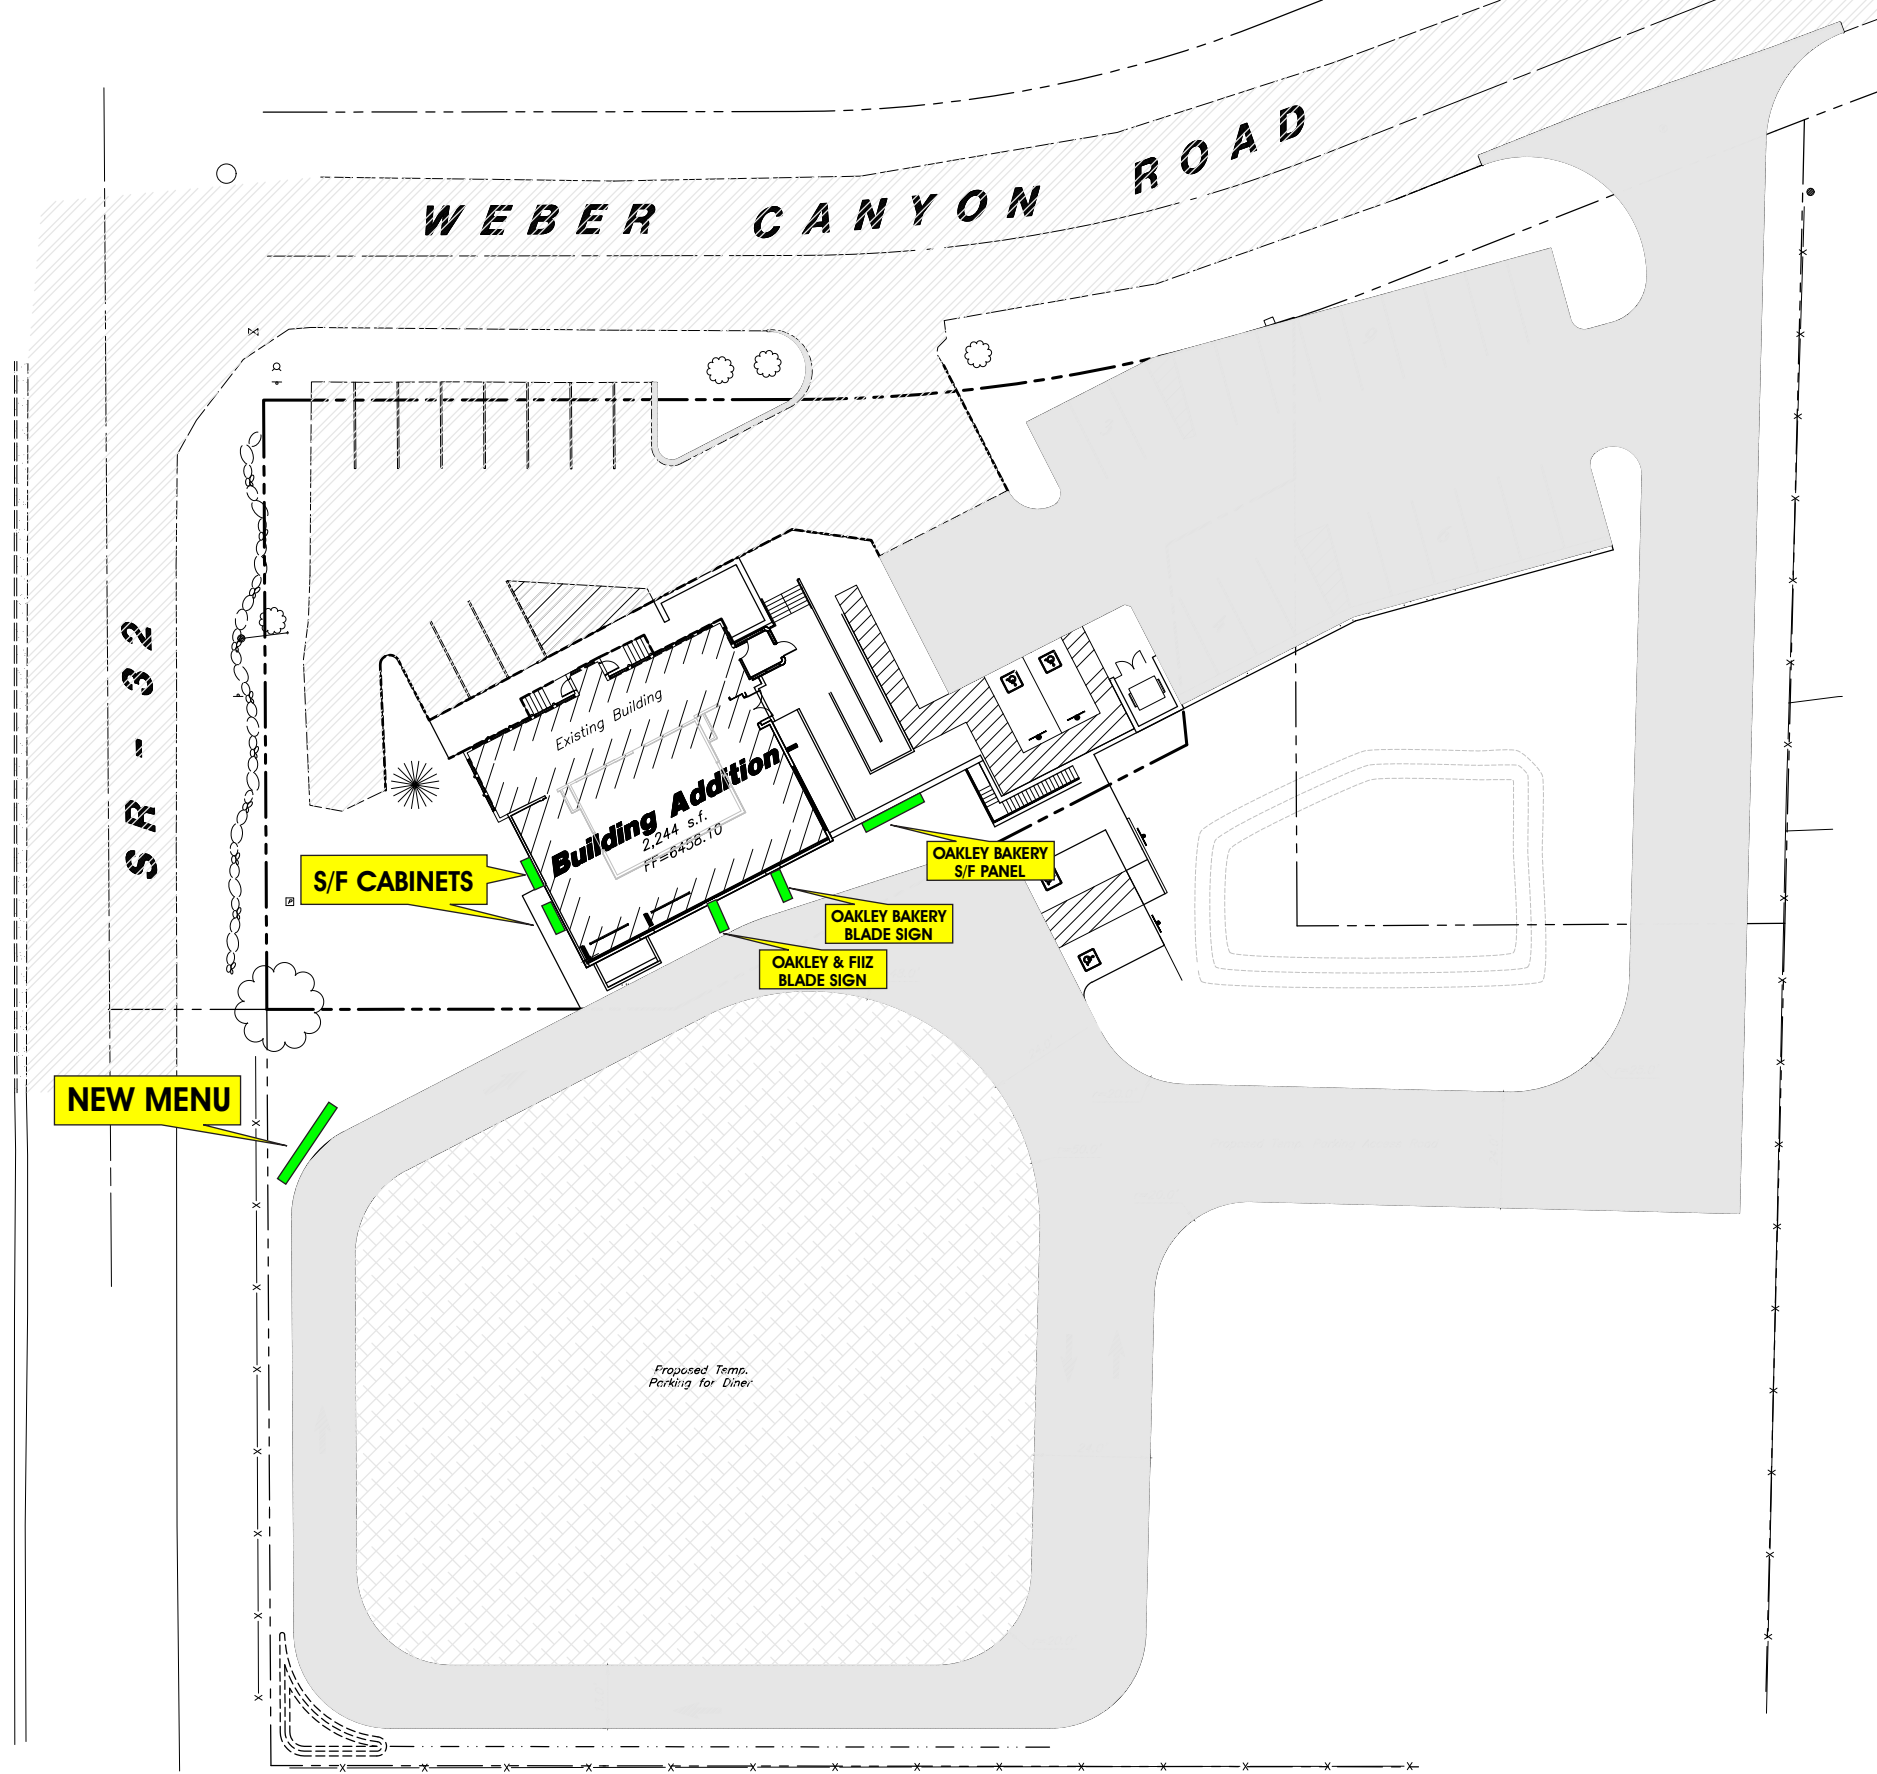 WEBER CANYON ROAD
SR-32
Existing Building
Building Addition
2,244 s.f.
FF=6458.10
S/F CABINETS
OAKLEY BAKERY
S/F PANEL
OAKLEY BAKERY
BLADE SIGN
OAKLEY & FIIZ
BLADE SIGN
NEW MENU
Proposed Temp.
Parking for Diner